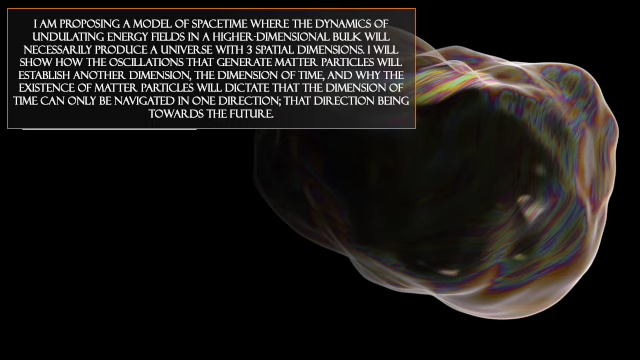 I AM PROPOSING A MODEL OF SPACETIME WHERE THE DYNAMICS OF
UNDULATING ENERGY FIELDS IN A HIGHER-DIMENSIONAL BULK WILL
NECESSARILY PRODUCE A UNIVERSE WITH 3 SPATIAL DIMENSIONS. I WILL
SHOW HOW THE OSCILLATIONS THAT GENERATE MATTER PARTICLES WILL
ESTABLISH ANOTHER DIMENSION, THE DIMENSION OF TIME, AND WHY THE
EXISTENCE OF MATTER PARTICLES WILL DICTATE THAT THE DIMENSION OF
TIME CAN ONLY BE NAVIGATED IN ONE DIRECTION; THAT DIRECTION BEING
TOWARDS THE FUTURE.